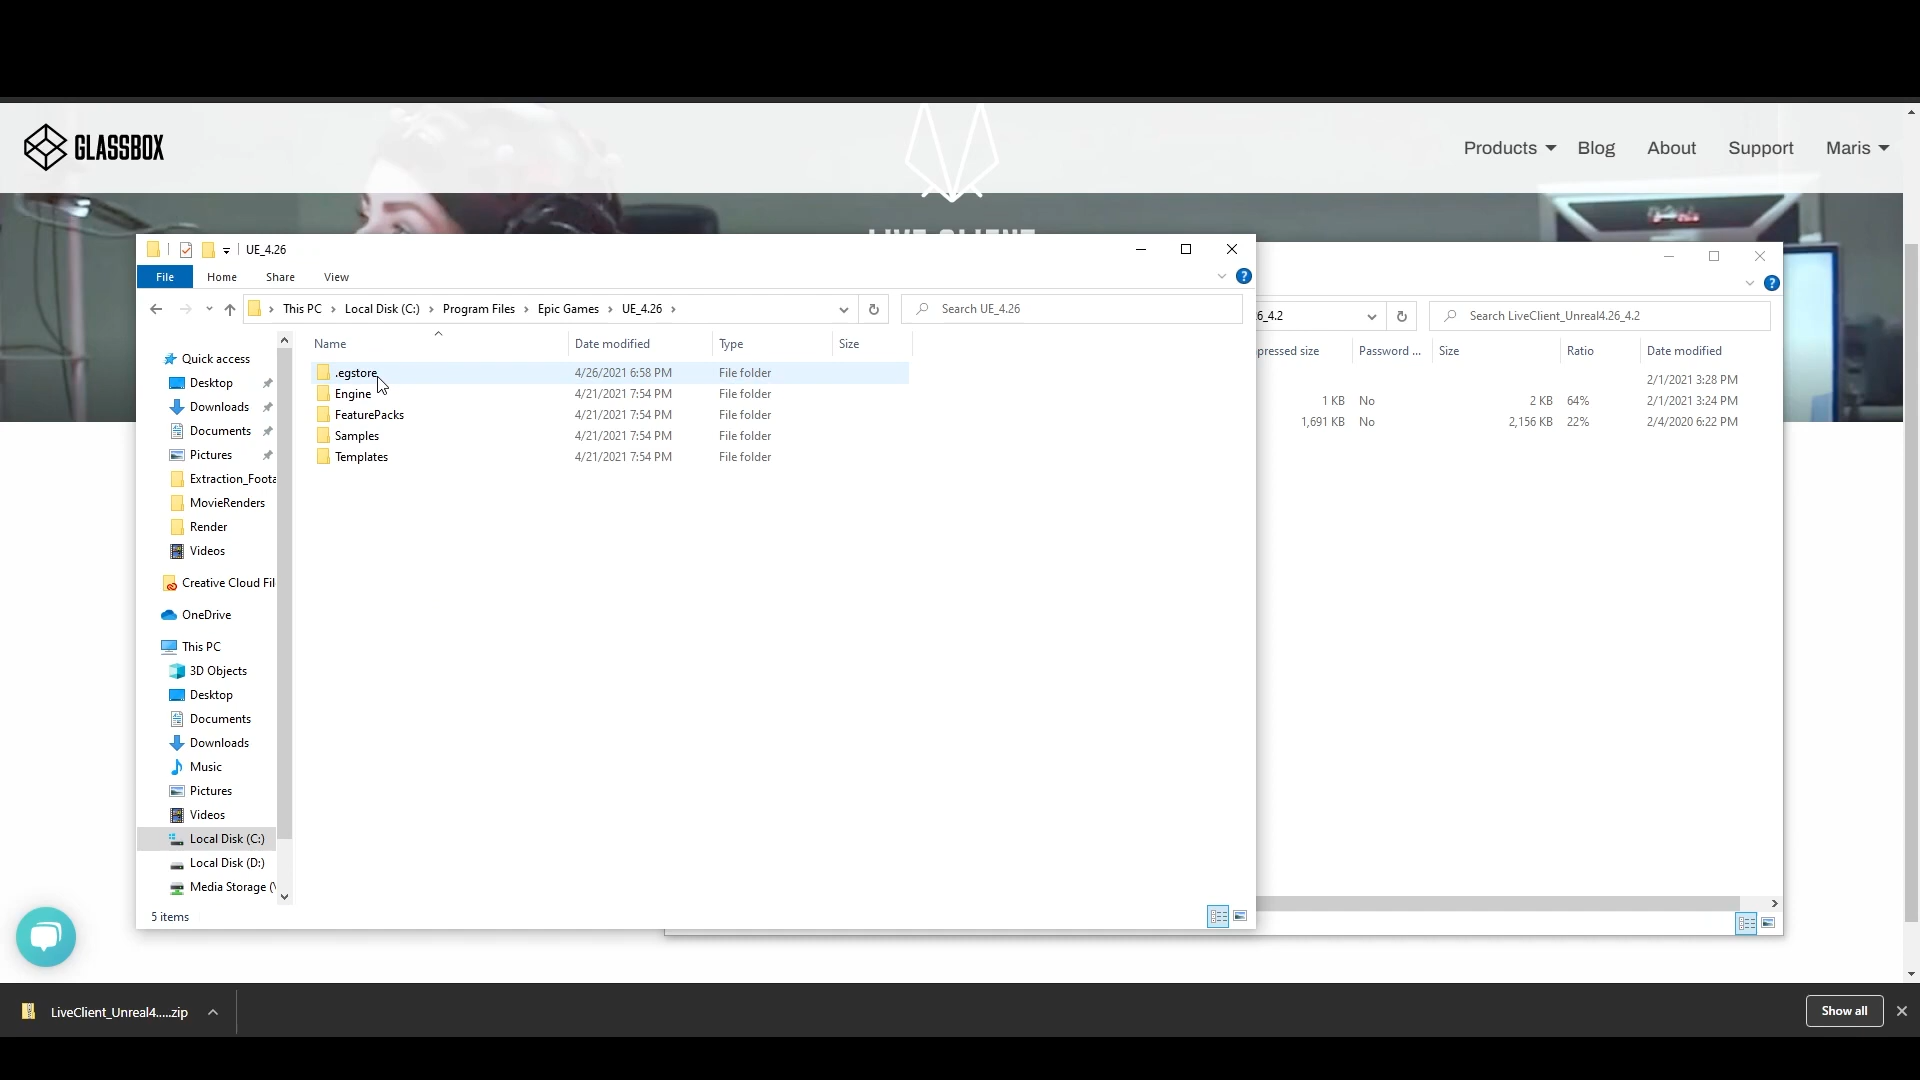 GLASSBOX
Products
Blog
About
Support
Maris
UE_4.26
File
Home
Share
View
This PC
Local Disk (C:)
Program Files
Epic Games
UE_4.26
Search UE_4.26
Name
Date modified
Type
Size
.egstore
4/26/2021 6:58 PM
File folder
Engine
4/21/2021 7:54 PM
File folder
FeaturePacks
4/21/2021 7:54 PM
File folder
Samples
4/21/2021 7:54 PM
File folder
Templates
4/21/2021 7:54 PM
File folder
Quick access
Desktop
Downloads
Documents
Pictures
Extraction_Foota
MovieRenders
Render
Videos
Creative Cloud Fil
OneDrive
This PC
3D Objects
Desktop
Documents
Downloads
Music
Pictures
Videos
Local Disk (C:)
Local Disk (D:)
Media Storage (\
5 items
6_4.2
Search LiveClient_Unreal4.26_4.2
pressed size
Password ...
Size
Ratio
Date modified
2/1/2021 3:28 PM
1 KB No 2 KB 64% 2/1/2021 3:24 PM
1,691 KB No 2,156 KB 22% 2/4/2020 6:22 PM
LiveClient_Unreal4.....zip
Show all